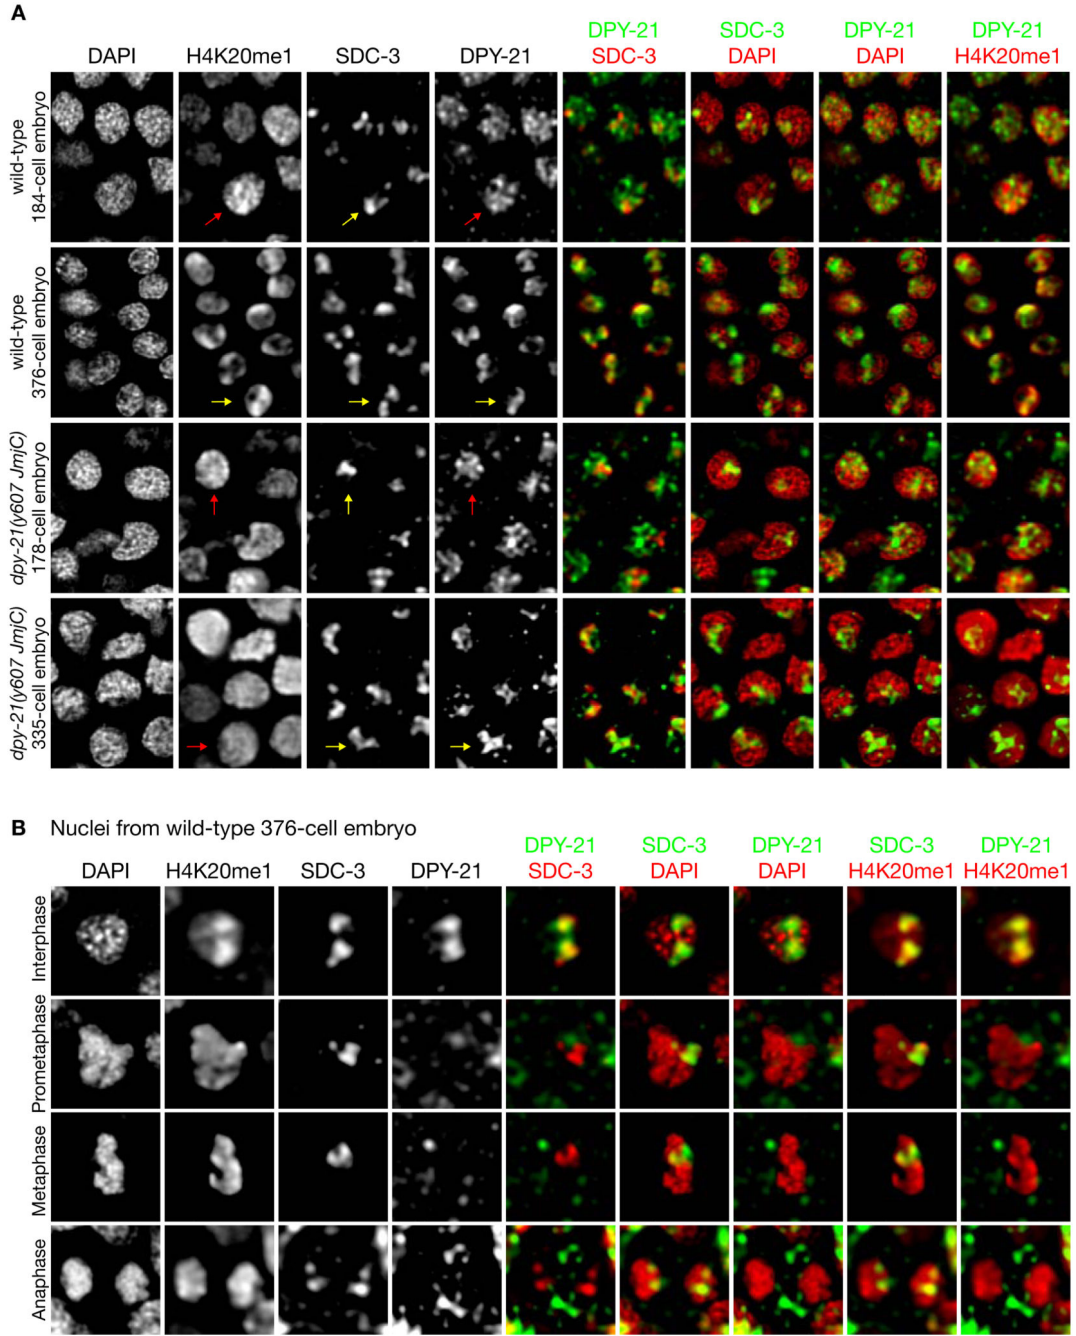 A
DPY-21 SDC-3 DPY-21 DPY-21
DAPI H4K20me1 SDC-3 DPY-21 SDC-3 DAPI DAPI H4K20me1
wild-type
184-cell embryo
wild-type
376-cell embryo
dpy-21(y607 JmjC)
178-cell embryo
dpy-21(y607 JmjC)
335-cell embryo
B Nuclei from wild-type 376-cell embryo
DPY-21 SDC-3 DPY-21 SDC-3 DPY-21
DAPI H4K20me1 SDC-3 DPY-21 SDC-3 DAPI DAPI H4K20me1 H4K20me1
Interphase
Prometaphase
Metaphase
Anaphase